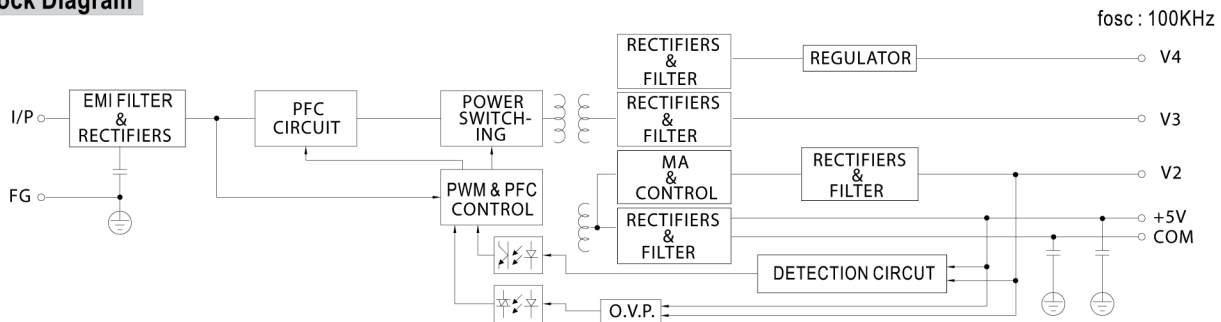 ock Diagram
fosc : 100KHz
RECTIFIERS
&
FILTER
REGULATOR
V4
I/P
EMI FILTER
&
RECTIFIERS
PFC
CIRCUIT
POWER
SWITCH-
ING
RECTIFIERS
&
FILTER
V3
FG
PWM & PFC
CONTROL
MA
&
CONTROL
RECTIFIERS
&
FILTER
V2
RECTIFIERS
&
FILTER
+5V
COM
DETECTION CIRCUT
O.V.P.